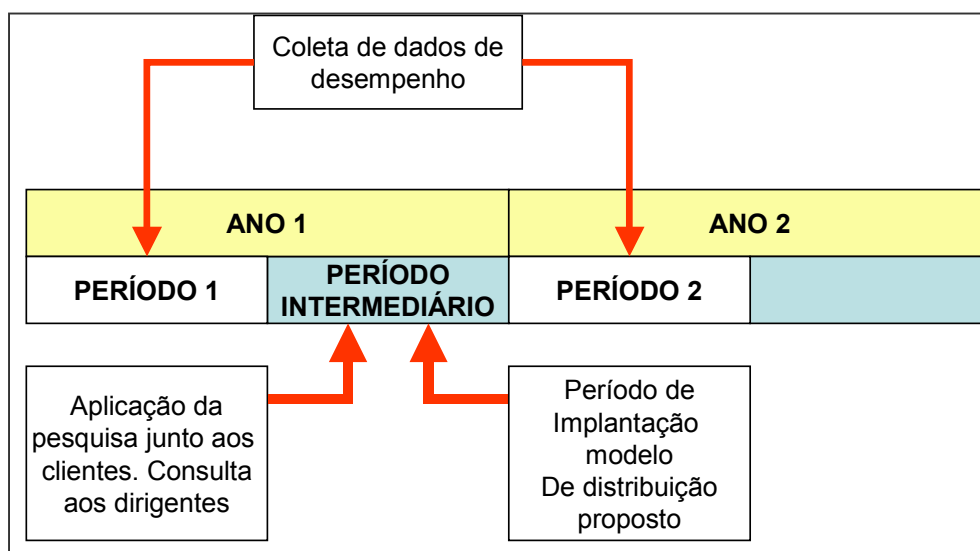 Coleta de dados de
desempenho
ANO 1
ANO 2
PERÍODO 1
PERÍODO
INTERMEDIÁRIO
PERÍODO 2
Aplicação da
pesquisa junto aos
clientes. Consulta
aos dirigentes
Período de
Implantação
modelo
De distribuição
proposto